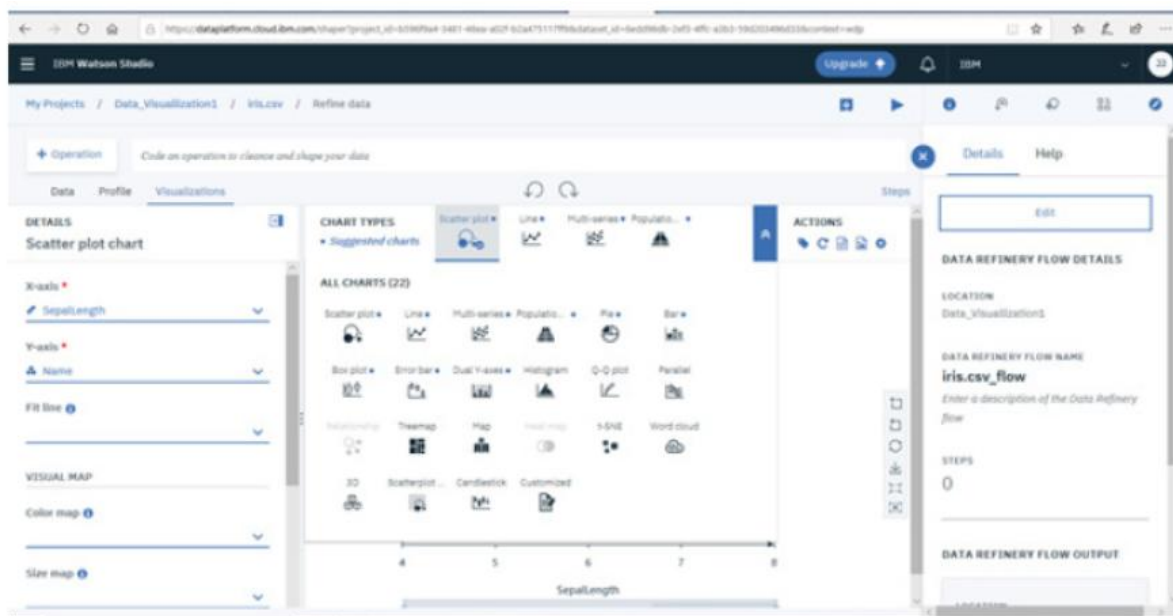 IBM Watson Studio
Upgrade
IBM
My Projects / Data_Visualization1 / iris.csv / Refine data
+ Operation
Code an operation to cleanse and shape your data
Data Profile Visualizations
Steps
DETAILS
Scatter plot chart
X-axis *
SepalLength
Y-axis *
Name
Fit line
VISUAL MAP
Color map
Size map
CHART TYPES
• Suggested charts
Scatter plot Line Multi-series Populatio...
ALL CHARTS (22)
Scatter plot Line Multi-series Populatio... Pie Bar
Box plot Error bar Dual Y-axes Histogram Q-Q plot Parallel
Relationship Treemap Map Heat map t-SNE Word cloud
3D Scatterplot ... Candlestick Customized
4 5 6 7 8
SepalLength
ACTIONS
Details Help
Edit
DATA REFINERY FLOW DETAILS
LOCATION
Data_Visualization1
DATA REFINERY FLOW NAME
iris.csv_flow
Enter a description of the Data Refinery
flow
STEPS
0
DATA REFINERY FLOW OUTPUT
LOCATION